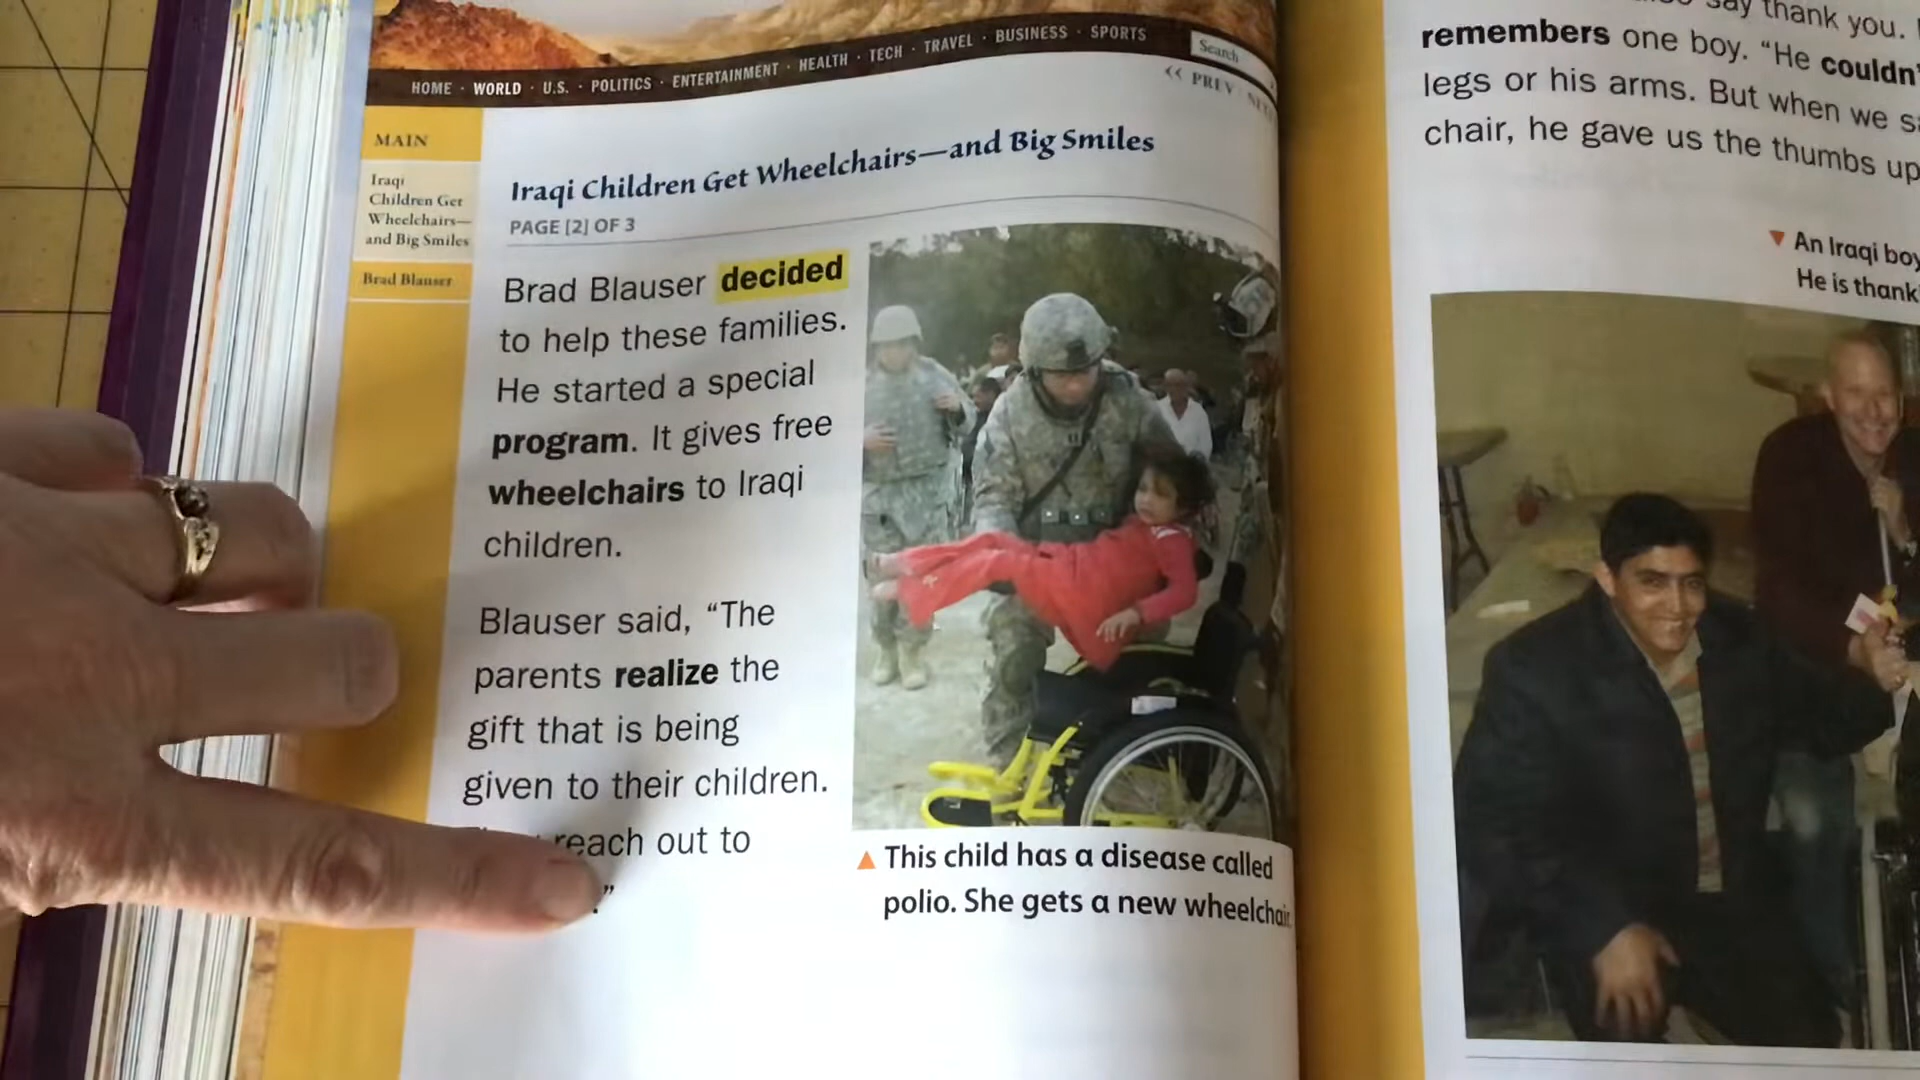 HOME · WORLD · U.S. · POLITICS · ENTERTAINMENT · HEALTH · TECH · TRAVEL · BUSINESS · SPORTS
Search
<< PREV
MAIN
Iraqi
Children Get
Wheelchairs—
and Big Smiles
Brad Blauser
Iraqi Children Get Wheelchairs—and Big Smiles
PAGE [2] OF 3
Brad Blauser decided
to help these families.
He started a special
program. It gives free
wheelchairs to Iraqi
children.
Blauser said, “The
parents realize the
gift that is being
given to their children.
reach out to
.”
▲ This child has a disease called
polio. She gets a new wheelchair
say thank you.
remembers one boy. “He couldn’
legs or his arms. But when we
chair, he gave us the thumbs up
▼ An Iraqi boy
He is